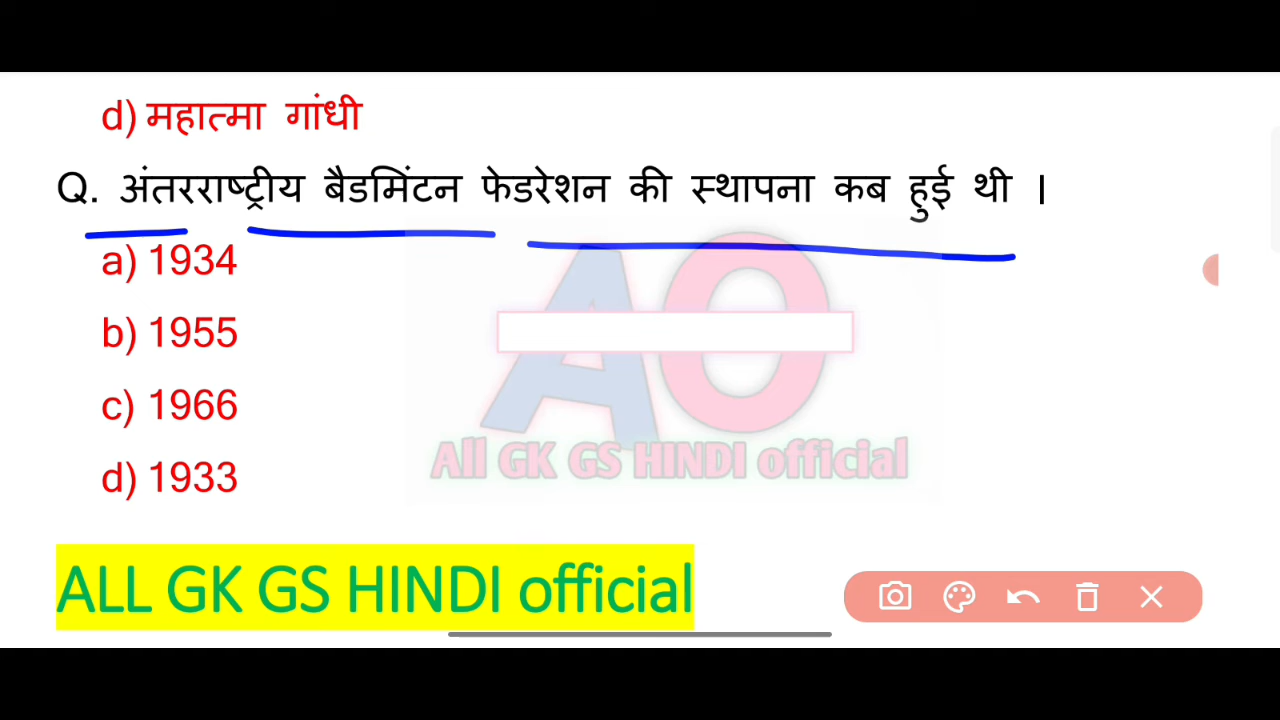 d) महात्मा गांधी
Q. अंतरराष्ट्रीय बैडमिंटन फेडरेशन की स्थापना कब हुई थी ।
a) 1934
b) 1955
c) 1966
d) 1933
AO
All GK GS HINDI official
ALL GK GS HINDI official